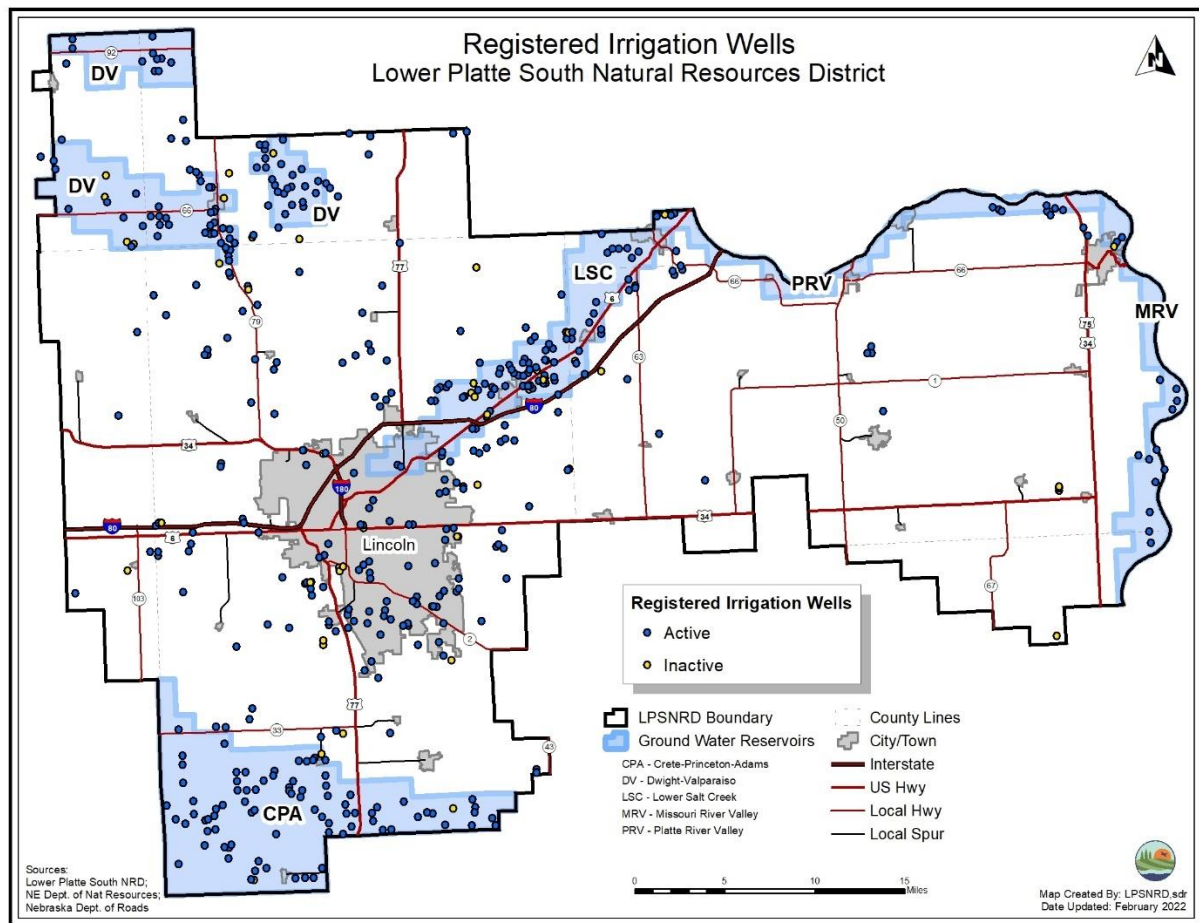 Registered Irrigation Wells
Lower Platte South Natural Resources District
N
92
DV
DV
DV
66
77
79
LSC
6
66
PRV
66
MRV
75
34
63
1
80
50
34
180
80
6
Lincoln
34
103
2
67
77
33
43
CPA
Registered Irrigation Wells
Active
Inactive
LPSNRD Boundary
Ground Water Reservoirs
CPA - Crete-Princeton-Adams
DV - Dwight-Valparaiso
LSC - Lower Salt Creek
MRV - Missouri River Valley
PRV - Platte River Valley
County Lines
City/Town
Interstate
US Hwy
Local Hwy
Local Spur
0 5 10 15
Miles
Sources:
Lower Platte South NRD;
NE Dept. of Nat Resources;
Nebraska Dept. of Roads
Map Created By: LPSNRD,sdr
Date Updated: February 2022